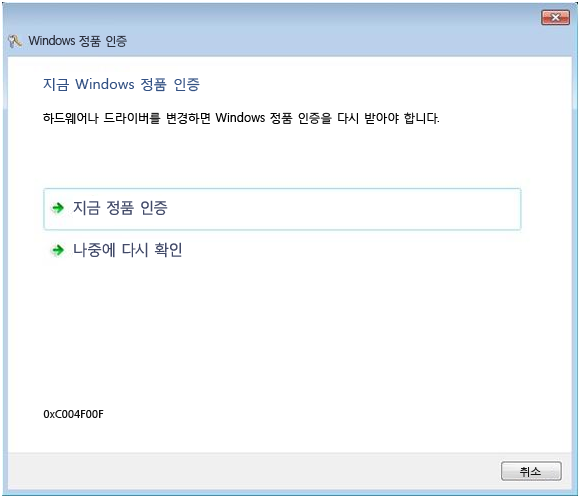 Windows 정품 인증
지금 Windows 정품 인증
하드웨어나 드라이버를 변경하면 Windows 정품 인증을 다시 받아야 합니다.
지금 정품 인증
나중에 다시 확인
0xC004F00F
취소